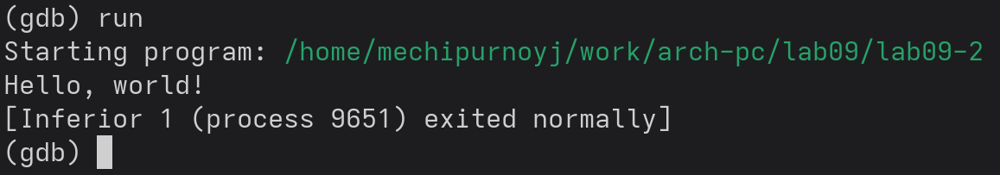 (gdb) run
Starting program: /home/mechipurnoyj/work/arch-pc/lab09/lab09-2
Hello, world!
[Inferior 1 (process 9651) exited normally]
(gdb)